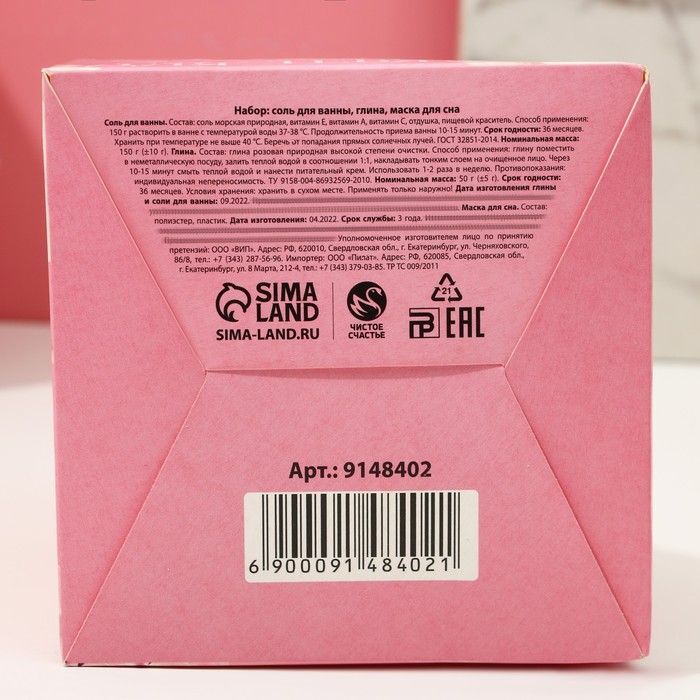 Набор: соль для ванны, глина, маска для сна
Соль для ванны. Состав: соль морская природная, витамин Е, витамин А, витамин С, отдушка, пищевой краситель. Способ применения:
150 г растворить в ванне с температурой воды 37-38 °С. Продолжительность приема ванны 10-15 минут. Срок годности: 36 месяцев.
Хранить при температуре не выше 40 °С. Беречь от попадания прямых солнечных лучей. ГОСТ 32851-2014. Номинальная масса:
150 г (±10 г). Глина. Состав: глина розовая природная высокой степени очистки. Способ применения: глину поместить
в неметаллическую посуду, залить теплой водой в соотношении 1:1, накладывать тонким слоем на очищенное лицо. Через
10-15 минут смыть теплой водой и нанести питательный крем. Использовать 1-2 раза в неделю. Противопоказания:
индивидуальная непереносимость. ТУ 9158-004-86932569-2010. Номинальная масса: 50 г (±5 г). Срок годности:
36 месяцев. Условия хранения: хранить в сухом месте. Применять только наружно! Дата изготовления глины
и соли для ванны: 09.2022. Маска для сна. Состав:
полиэстер, пластик. Дата изготовления: 04.2022. Срок службы: 3 года.
Уполномоченное изготовителем лицо по принятию
претензий: ООО «ВИП». Адрес: РФ, 620010, Свердловская обл., г. Екатеринбург, ул. Черняховского,
86/8, тел.: +7 (343) 287-56-96. Импортер: ООО «Пилат». Адрес: РФ, 620085, Свердловская обл.,
г. Екатеринбург, ул. 8 Марта, 212-4, тел.: +7 (343) 379-03-85. ТР ТС 009/2011
SIMA
LAND
SIMA-LAND.RU
ЧИСТОЕ
СЧАСТЬЕ
21
EAC
Арт.: 9148402
6 900091 484021